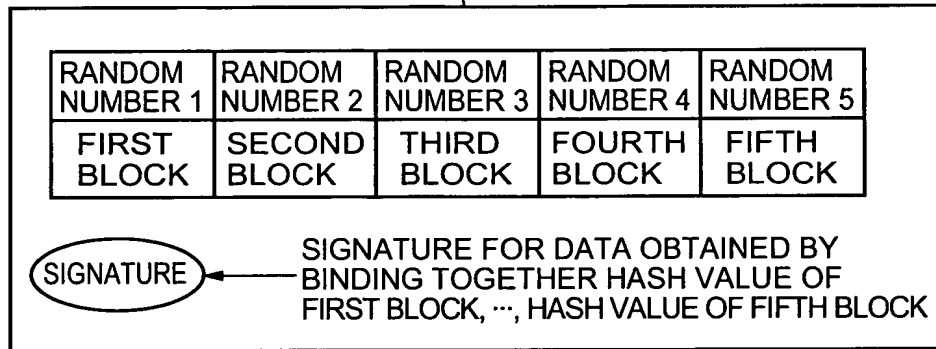 RANDOM NUMBER 1
RANDOM NUMBER 2
RANDOM NUMBER 3
RANDOM NUMBER 4
RANDOM NUMBER 5
FIRST BLOCK
SECOND BLOCK
THIRD BLOCK
FOURTH BLOCK
FIFTH BLOCK
SIGNATURE
SIGNATURE FOR DATA OBTAINED BY
BINDING TOGETHER HASH VALUE OF
FIRST BLOCK, ···, HASH VALUE OF FIFTH BLOCK